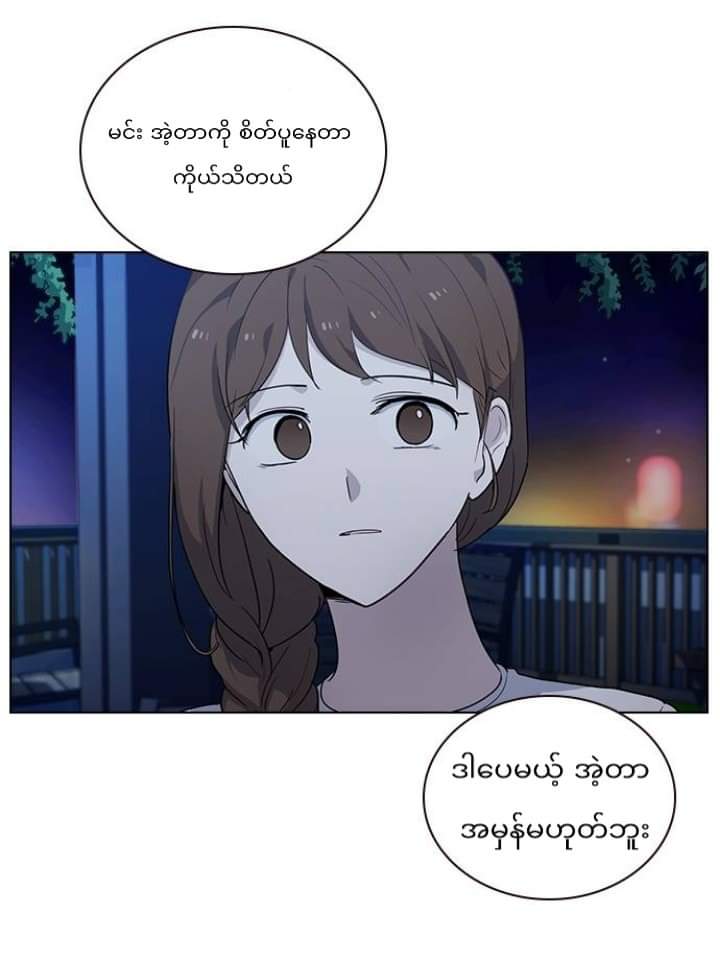 မင်း အဲ့တာကို စိတ်ပူနေတာ
ကိုယ်သိတယ်
ဒါပေမယ့် အဲ့တာ
အမှန်မဟုတ်ဘူး